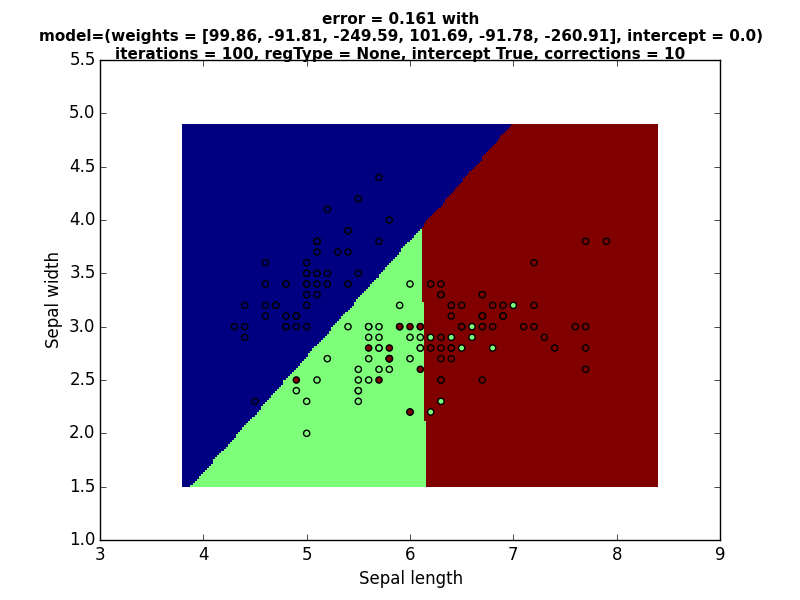 error = 0.161 with
model=(weights = [99.86, -91.81, -249.59, 101.69, -91.78, -260.91], intercept = 0.0)
iterations = 100, regType = None, intercept True, corrections = 10
5.5
5.0
4.5
4.0
3.5
3.0
2.5
2.0
1.5
1.0
Sepal width
3 4 5 6 7 8 9
Sepal length